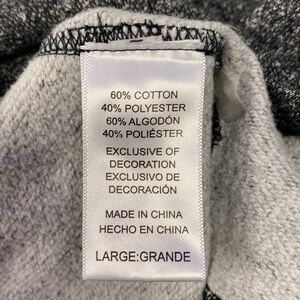 60% COTTON
40% POLYESTER
60% ALGODÓN
40% POLIÉSTER
EXCLUSIVE OF
DECORATION
EXCLUSIVO DE
DECORACIÓN
MADE IN CHINA
HECHO EN CHINA
LARGE:GRANDE